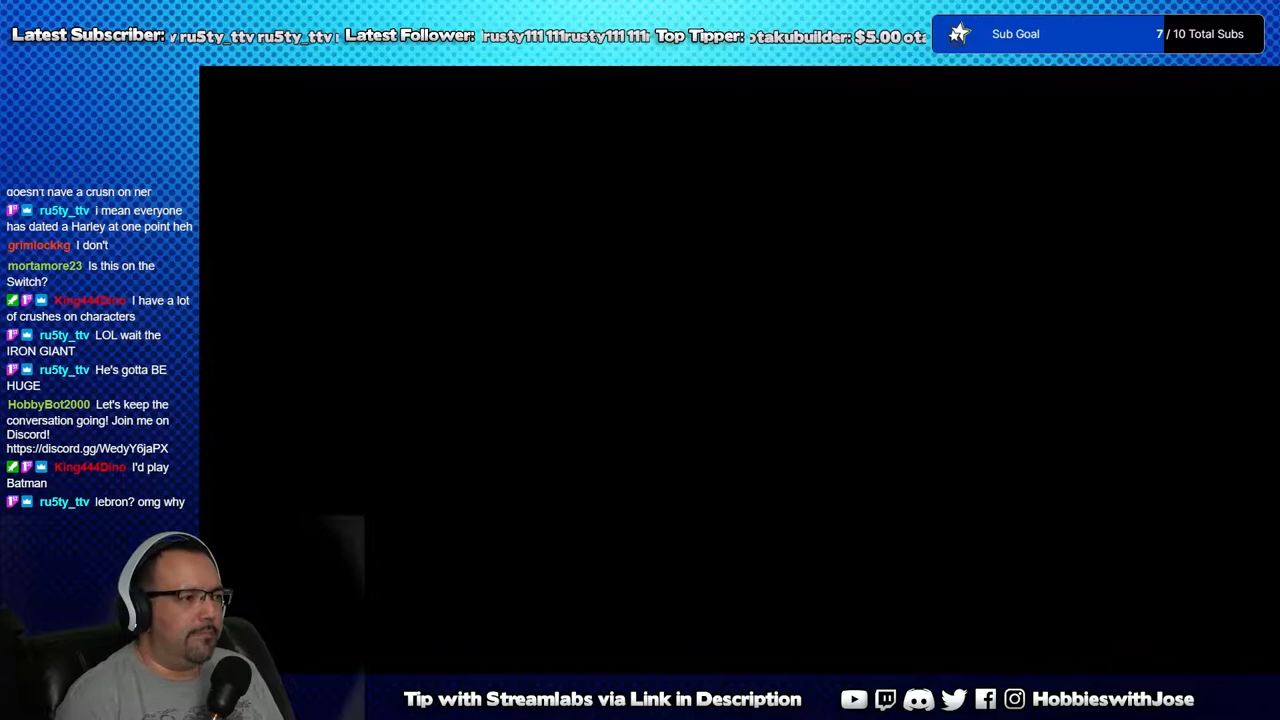 Latest Subscriber: ru5ty_ttv ru5ty_ttv Latest Follower: rusty111 111rusty111 Top Tipper: otakubuilder: $5.00
Sub Goal 7 / 10 Total Subs
doesn't have a crush on her
ru5ty_ttv i mean everyone
has dated a Harley at one point heh
grimlockkg I don't
mortamore23 Is this on the
Switch?
King444Dino I have a lot
of crushes on characters
ru5ty_ttv LOL wait the
IRON GIANT
ru5ty_ttv He's gotta BE
HUGE
HobbyBot2000 Let's keep the
conversation going! Join me on
Discord!
https://discord.gg/WedyY6jaPX
King444Dino I'd play
Batman
ru5ty_ttv lebron? omg why
Tip with Streamlabs via Link in Description HobbieswithJose